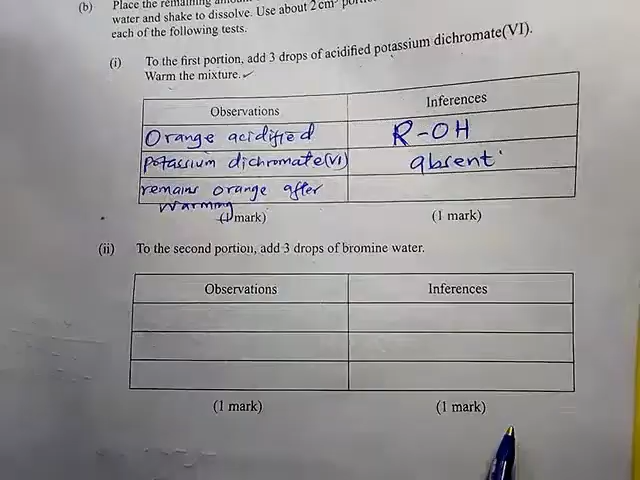 (b) Place the remaining
water and shake to dissolve. Use about 2 cm³
each of the following tests.
(i) To the first portion, add 3 drops of acidified potassium dichromate(VI).
Warm the mixture. ✓
Observations Inferences
Orange acidified R-OH
potassium dichromate(VI) absent
remains orange after
warming
(1 mark) (1 mark)
(ii) To the second portion, add 3 drops of bromine water.
Observations Inferences
(1 mark) (1 mark)